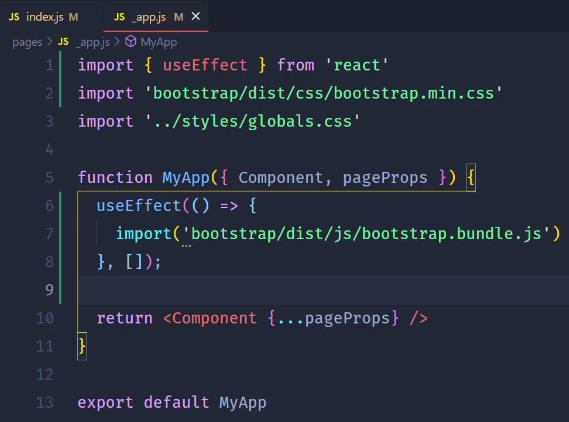 JS index.js M JS _app.js M ×
pages > JS _app.js > MyApp
1 import { useEffect } from 'react'
2 import 'bootstrap/dist/css/bootstrap.min.css'
3 import '../styles/globals.css'
4
5 function MyApp({ Component, pageProps }) {
6 useEffect(() => {
7 import('bootstrap/dist/js/bootstrap.bundle.js')
8 }, []);
9
10 return <Component {...pageProps} />
11 }
12
13 export default MyApp